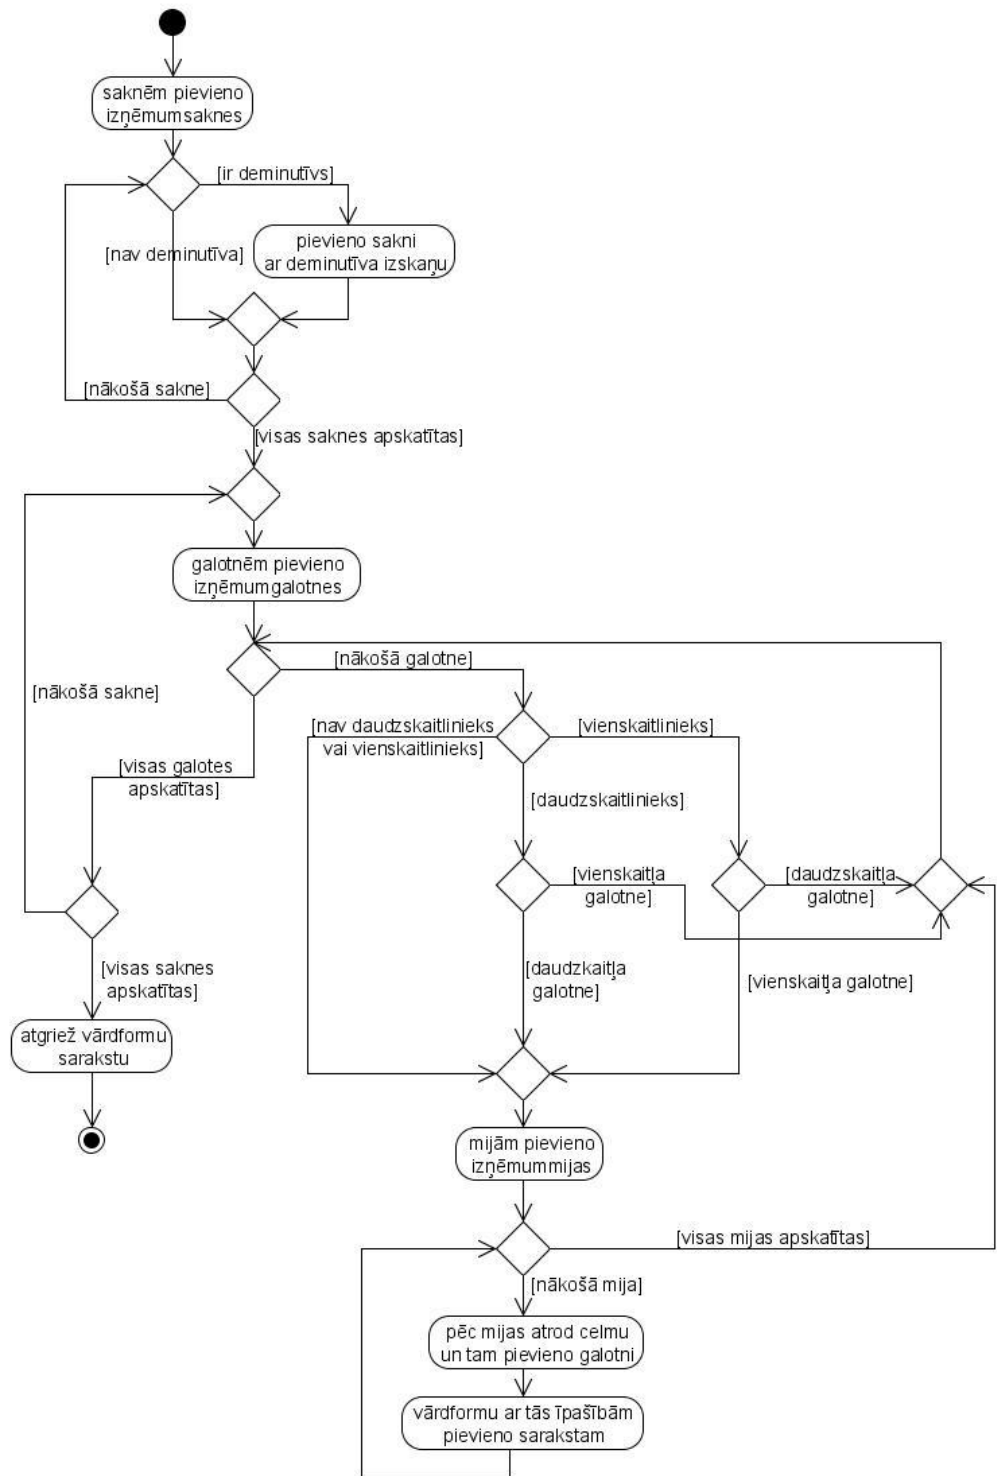 saknēm pievieno
izņēmumsaknes
[ir deminutīvs]
[nav deminutīva]
pievieno sakni
ar deminutīva izskaņu
[nākošā sakne]
[visas saknes apskatītas]
galotnēm pievieno
izņēmumgalotnes
[nākošā galotne]
[nākošā sakne]
[nav daudzskaitlinieks
vai vienskaitlinieks]
[vienskaitlinieks]
[visas galotes
apskatītas]
[daudzskaitlinieks]
[vienskaitļa
galotne]
[daudzskaitļa
galotne]
[visas saknes
apskatītas]
[daudzkaitļa
galotne]
[vienskaitļa galotne]
atgriež vārdformu
sarakstu
mijām pievieno
izņēmummijas
[visas mijas apskatītas]
[nākošā mija]
pēc mijas atrod celmu
un tam pievieno galotni
vārdformu ar tās īpašībām
pievieno sarakstam